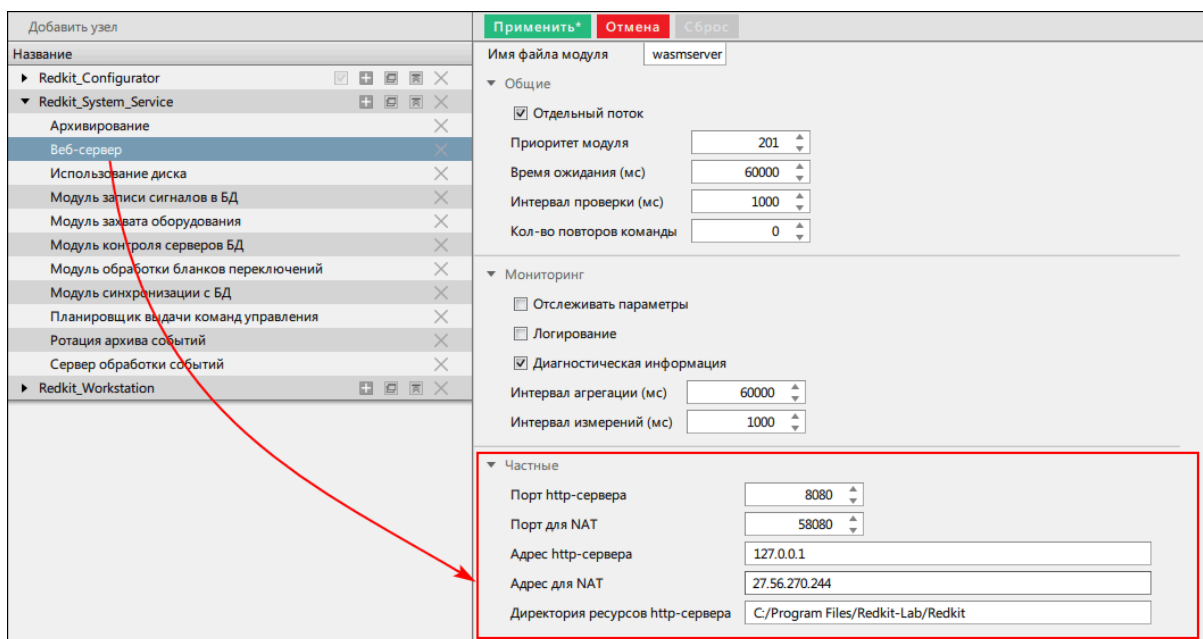 Добавить узел
Название
Redkit_Configurator
Redkit_System_Service
Архивирование
Веб-сервер
Использование диска
Модуль записи сигналов в БД
Модуль захвата оборудования
Модуль контроля серверов БД
Модуль обработки бланков переключений
Модуль синхронизации с БД
Планировщик выдачи команд управления
Ротация архива событий
Сервер обработки событий
Redkit_Workstation
Применить* Отмена Сброс
Имя файла модуля wasmserver
Общие
Отдельный поток
Приоритет модуля 201
Время ожидания (мс) 60000
Интервал проверки (мс) 1000
Кол-во повторов команды 0
Мониторинг
Отслеживать параметры
Логирование
Диагностическая информация
Интервал агрегации (мс) 60000
Интервал измерений (мс) 1000
Частные
Порт http-сервера 8080
Порт для NAT 58080
Адрес http-сервера 127.0.0.1
Адрес для NAT 27.56.270.244
Директория ресурсов http-сервера C:/Program Files/Redkit-Lab/Redkit